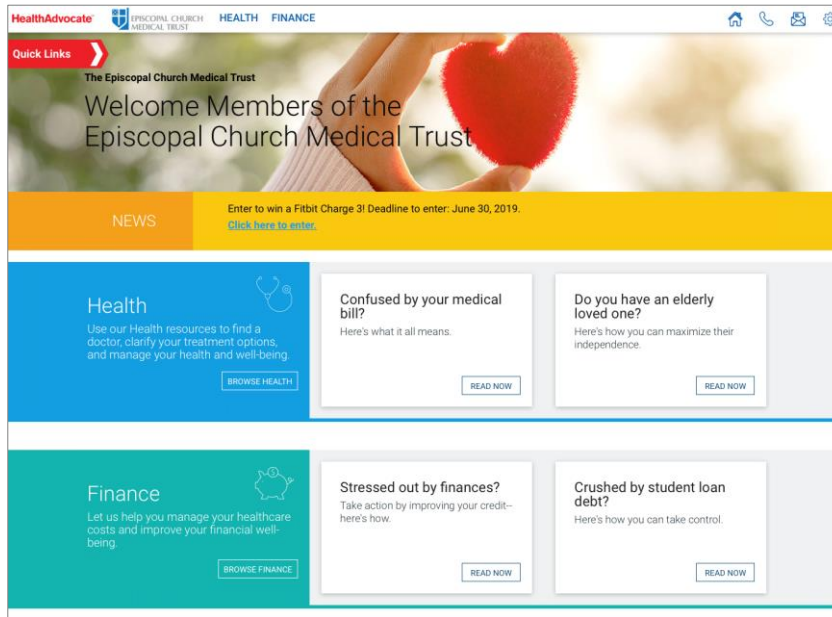 HealthAdvocate
EPISCOPAL CHURCH
MEDICAL TRUST
HEALTH FINANCE
Quick Links
The Episcopal Church Medical Trust
Welcome Members of the
Episcopal Church Medical Trust
NEWS
Enter to win a Fitbit Charge 3! Deadline to enter: June 30, 2019.
Click here to enter.
Health
Use our Health resources to find a
doctor, clarify your treatment options,
and manage your health and well-being.
BROWSE HEALTH
Confused by your medical
bill?
Here's what it all means.
READ NOW
Do you have an elderly
loved one?
Here's how you can maximize their
independence.
READ NOW
Finance
Let us help you manage your healthcare
costs and improve your financial well-
being.
BROWSE FINANCE
Stressed out by finances?
Take action by improving your credit--
here's how.
READ NOW
Crushed by student loan
debt?
Here's how you can take control.
READ NOW